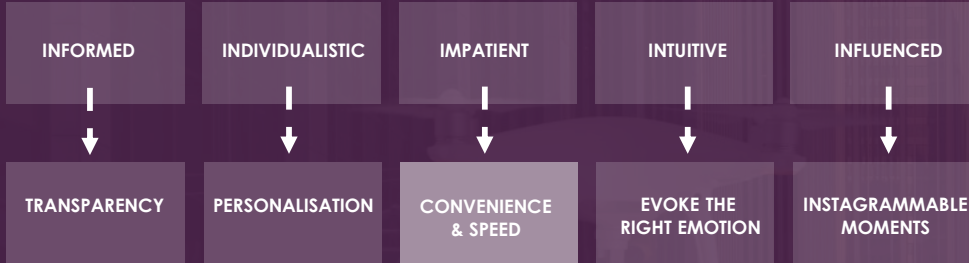 INFORMED
INDIVIDUALISTIC
IMPATIENT
INTUITIVE
INFLUENCED
TRANSPARENCY
PERSONALISATION
CONVENIENCE
& SPEED
EVOKE THE
RIGHT EMOTION
INSTAGRAMMABLE
MOMENTS